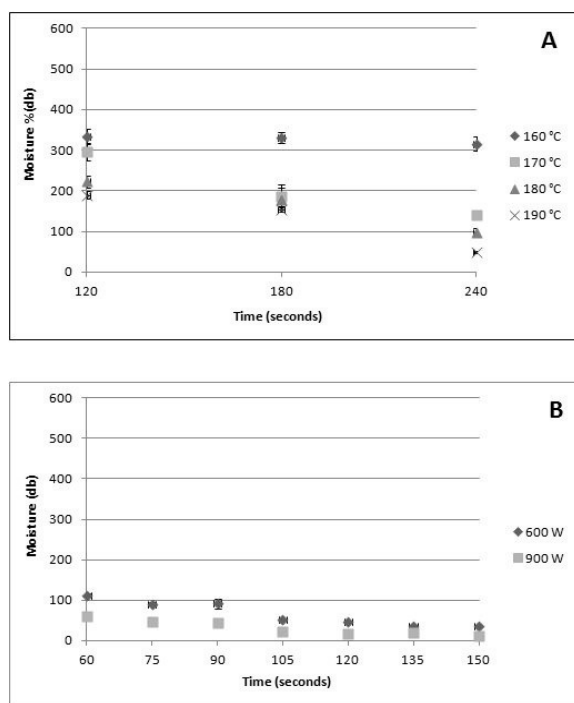 A
600
500
400
300
200
100
0
Moisture %(db)
120
180
240
Time (seconds)
160 °C
170 °C
180 °C
190 °C
B
600
500
400
300
200
100
0
Moisture (db)
60
75
90
105
120
135
150
Time (seconds)
600 W
900 W